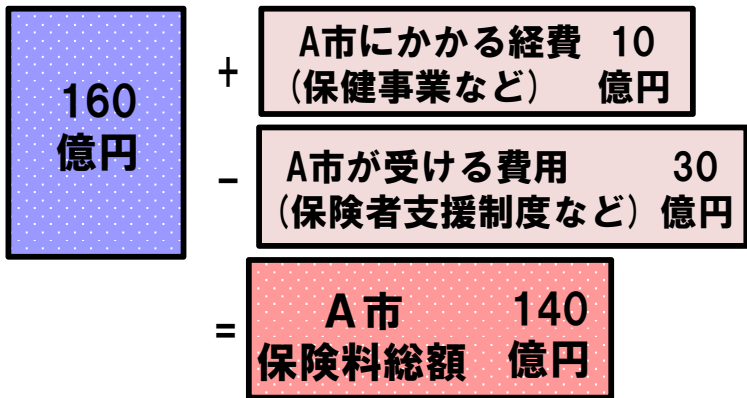 160
億円
+
A市にかかる経費 10
(保健事業など) 億円
-
A市が受ける費用 30
(保険者支援制度など) 億円
=
A市 140
保険料総額 億円